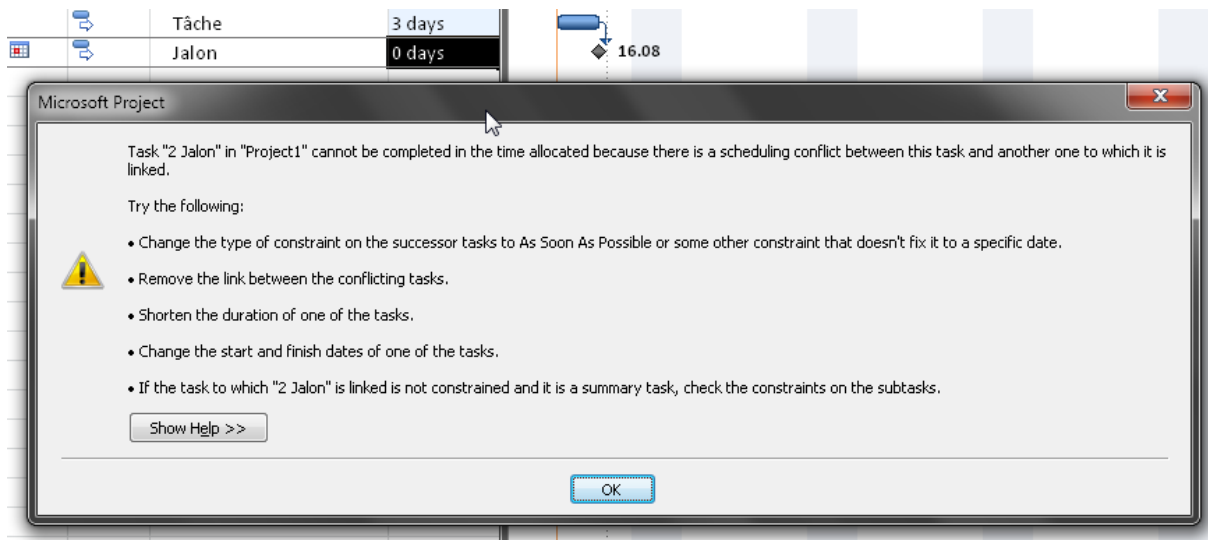 Tâche 3 days
Jalon 0 days 16.08
Microsoft Project
Task "2 Jalon" in "Project1" cannot be completed in the time allocated because there is a scheduling conflict between this task and another one to which it is
linked.
Try the following:
• Change the type of constraint on the successor tasks to As Soon As Possible or some other constraint that doesn't fix it to a specific date.
• Remove the link between the conflicting tasks.
• Shorten the duration of one of the tasks.
• Change the start and finish dates of one of the tasks.
• If the task to which "2 Jalon" is linked is not constrained and it is a summary task, check the constraints on the subtasks.
Show Help >>
OK